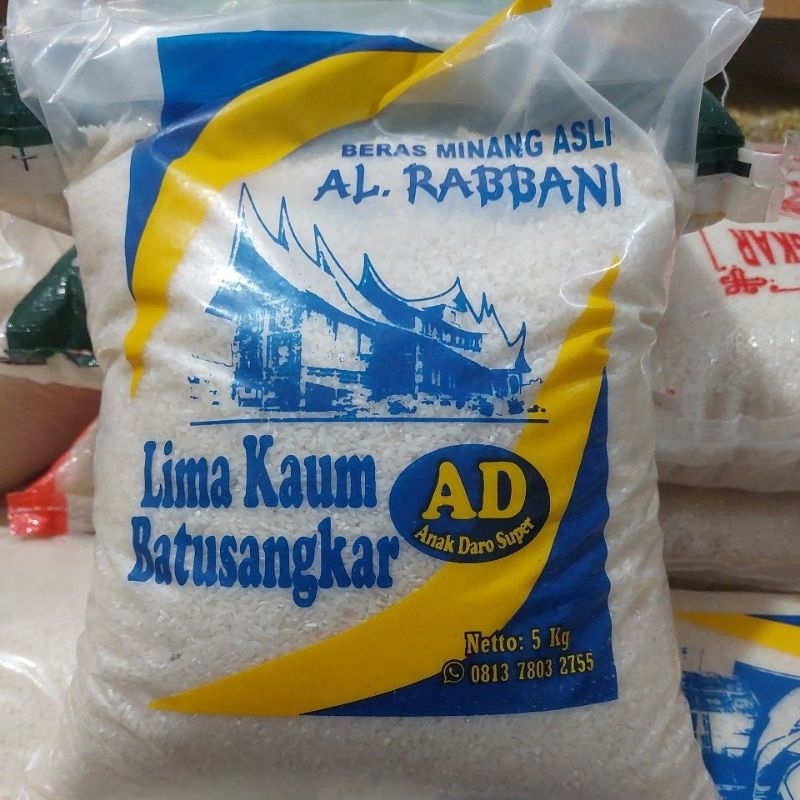 BERAS MINANG ASLI
AL. RABBANI
Lima Kaum
Batusangkar
AD
Anak Daro Super
Netto: 5 Kg
0813 7803 2755